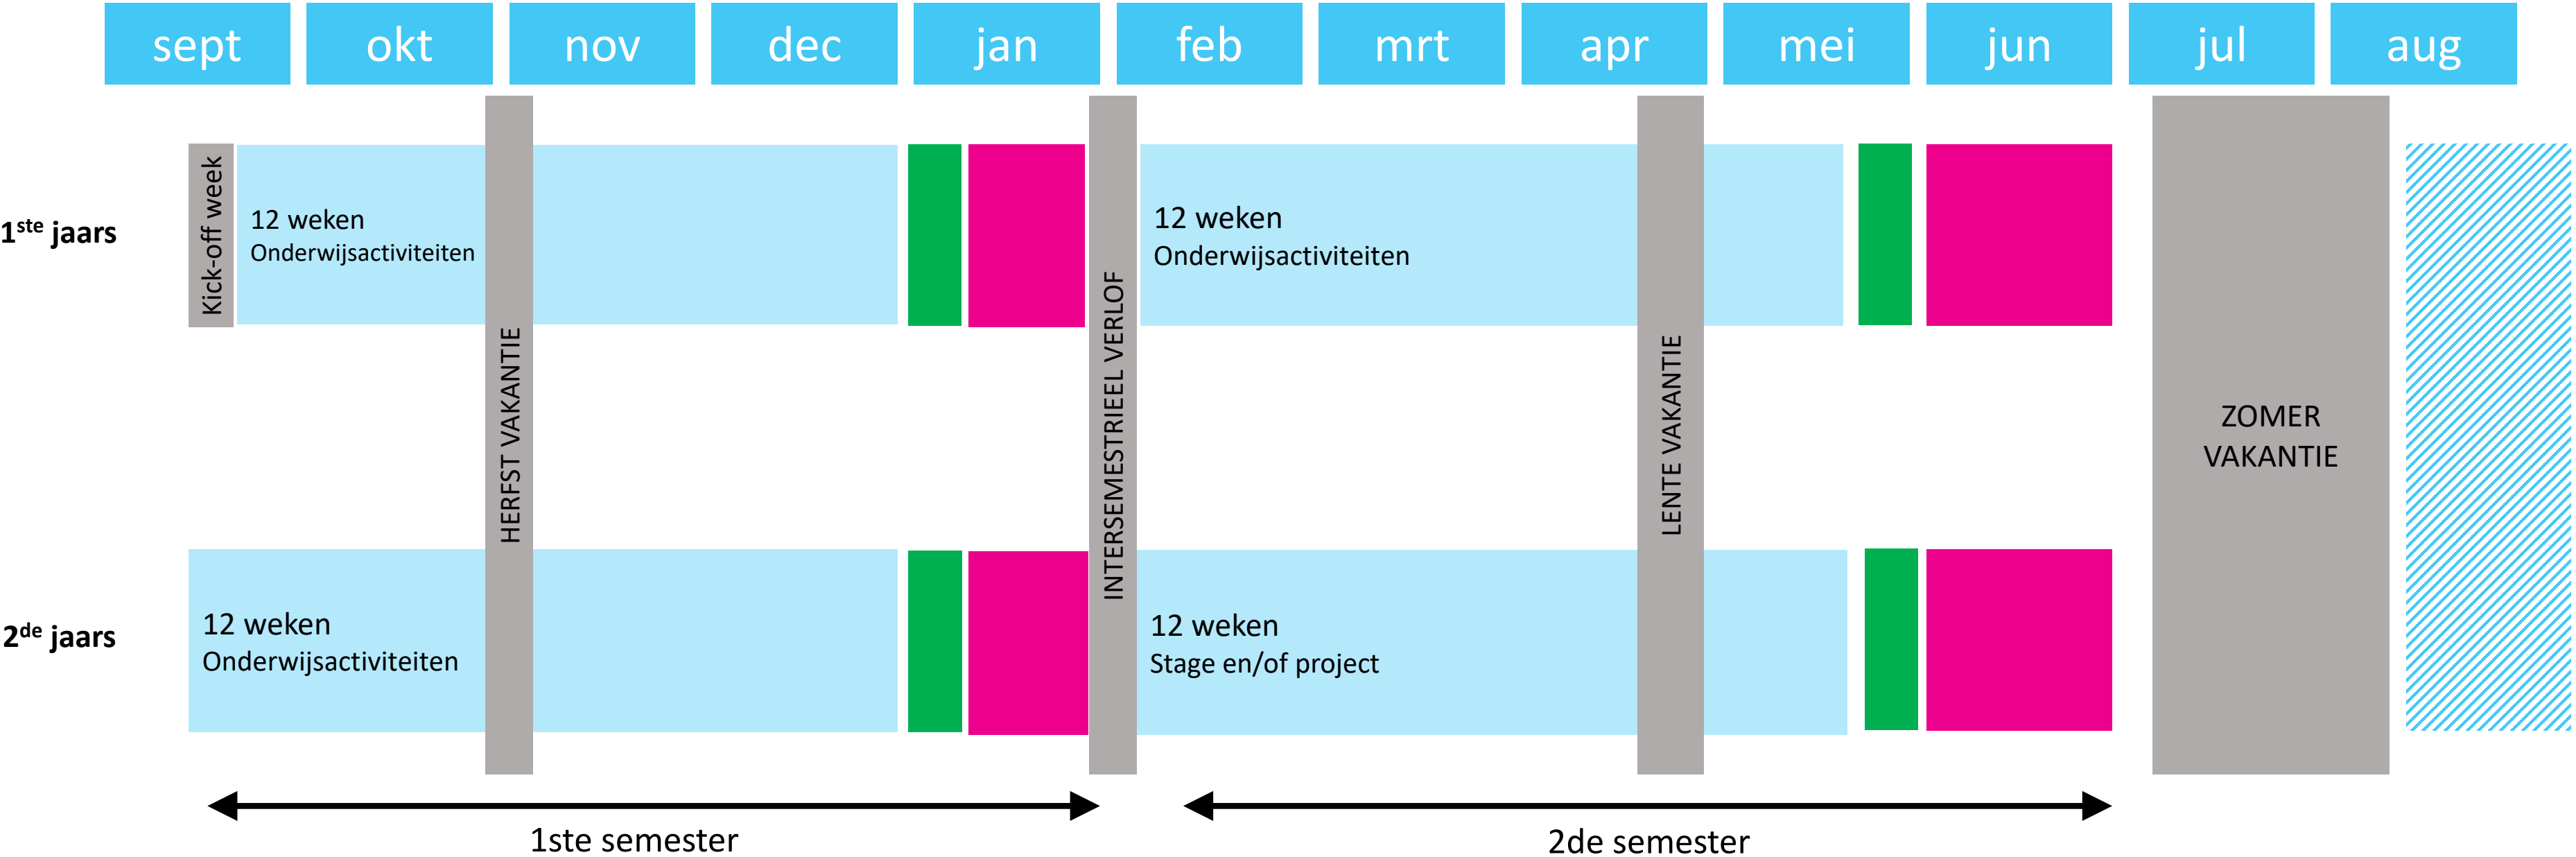 sept okt nov dec jan feb mrt apr mei jun jul aug
1ste jaars
Kick-off week
12 weken
Onderwijsactiviteiten
HERFST VAKANTIE
INTERSEMESTRIEEL VERLOF
12 weken
Onderwijsactiviteiten
LENTE VAKANTIE
ZOMER
VAKANTIE
2de jaars
12 weken
Onderwijsactiviteiten
12 weken
Stage en/of project
1ste semester
2de semester